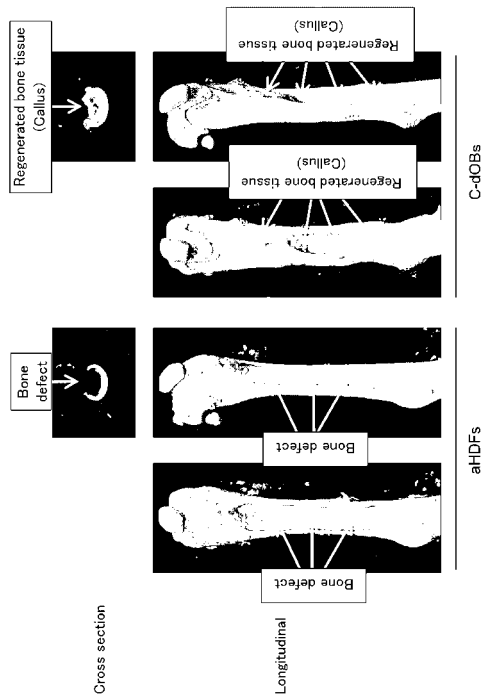 Regenerated bone tissue
(Callus)
Regenerated bone tissue
(Callus)
Regenerated bone tissue
(Callus)
C-dOBs
Bone
defect
Bone defect
Bone defect
aHDFs
Cross section
Longitudinal